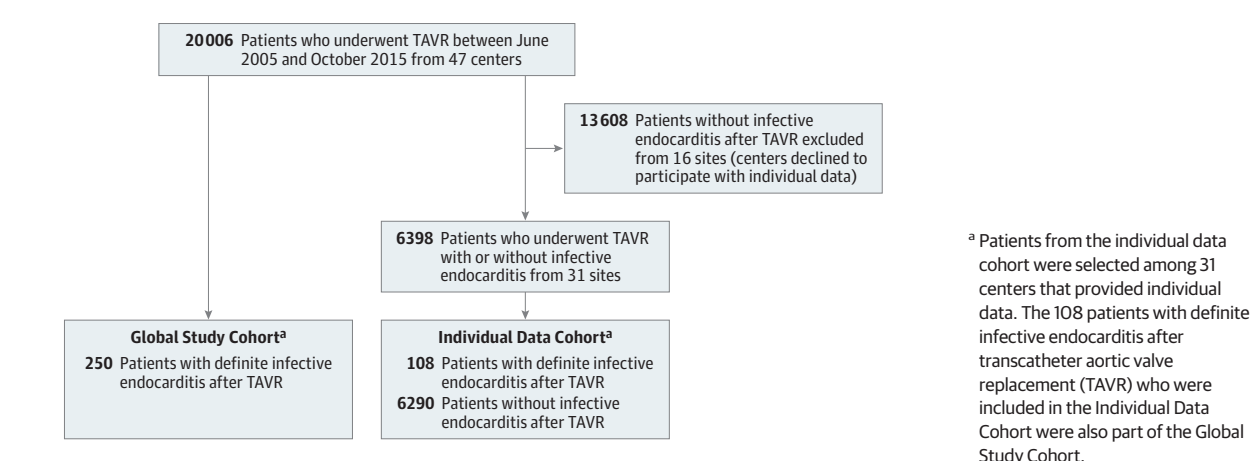 20006 Patients who underwent TAVR between June
2005 and October 2015 from 47 centers
13608 Patients without infective
endocarditis after TAVR excluded
from 16 sites (centers declined to
participate with individual data)
6398 Patients who underwent TAVR
with or without infective
endocarditis from 31 sites
Global Study Cohortᵃ
250 Patients with definite infective
endocarditis after TAVR
Individual Data Cohortᵃ
108 Patients with definite infective
endocarditis after TAVR
6290 Patients without infective
endocarditis after TAVR
ᵃ Patients from the individual data
cohort were selected among 31
centers that provided individual
data. The 108 patients with definite
infective endocarditis after
transcatheter aortic valve
replacement (TAVR) who were
included in the Individual Data
Cohort were also part of the Global
Study Cohort.